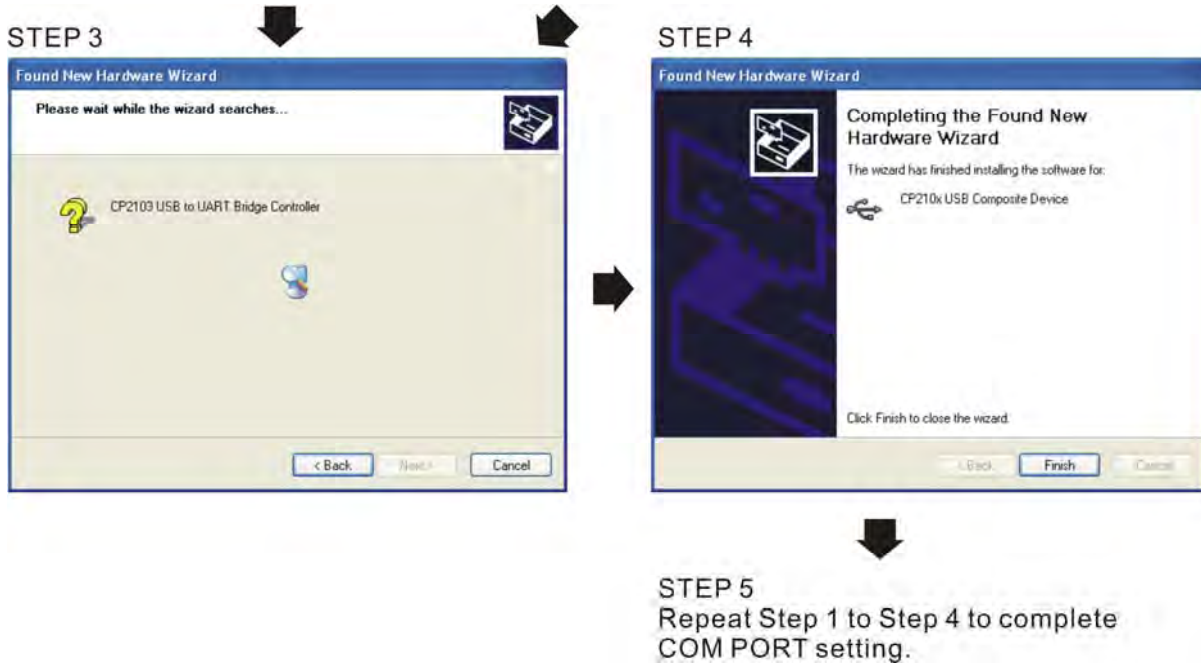 STEP 3
Found New Hardware Wizard
Please wait while the wizard searches...
CP2103 USB to UART Bridge Controller
< Back
Next >
Cancel
STEP 4
Found New Hardware Wizard
Completing the Found New
Hardware Wizard
The wizard has finished installing the software for:
CP210x USB Composite Device
Click Finish to close the wizard.
< Back
Finish
Cancel
STEP 5
Repeat Step 1 to Step 4 to complete
COM PORT setting.